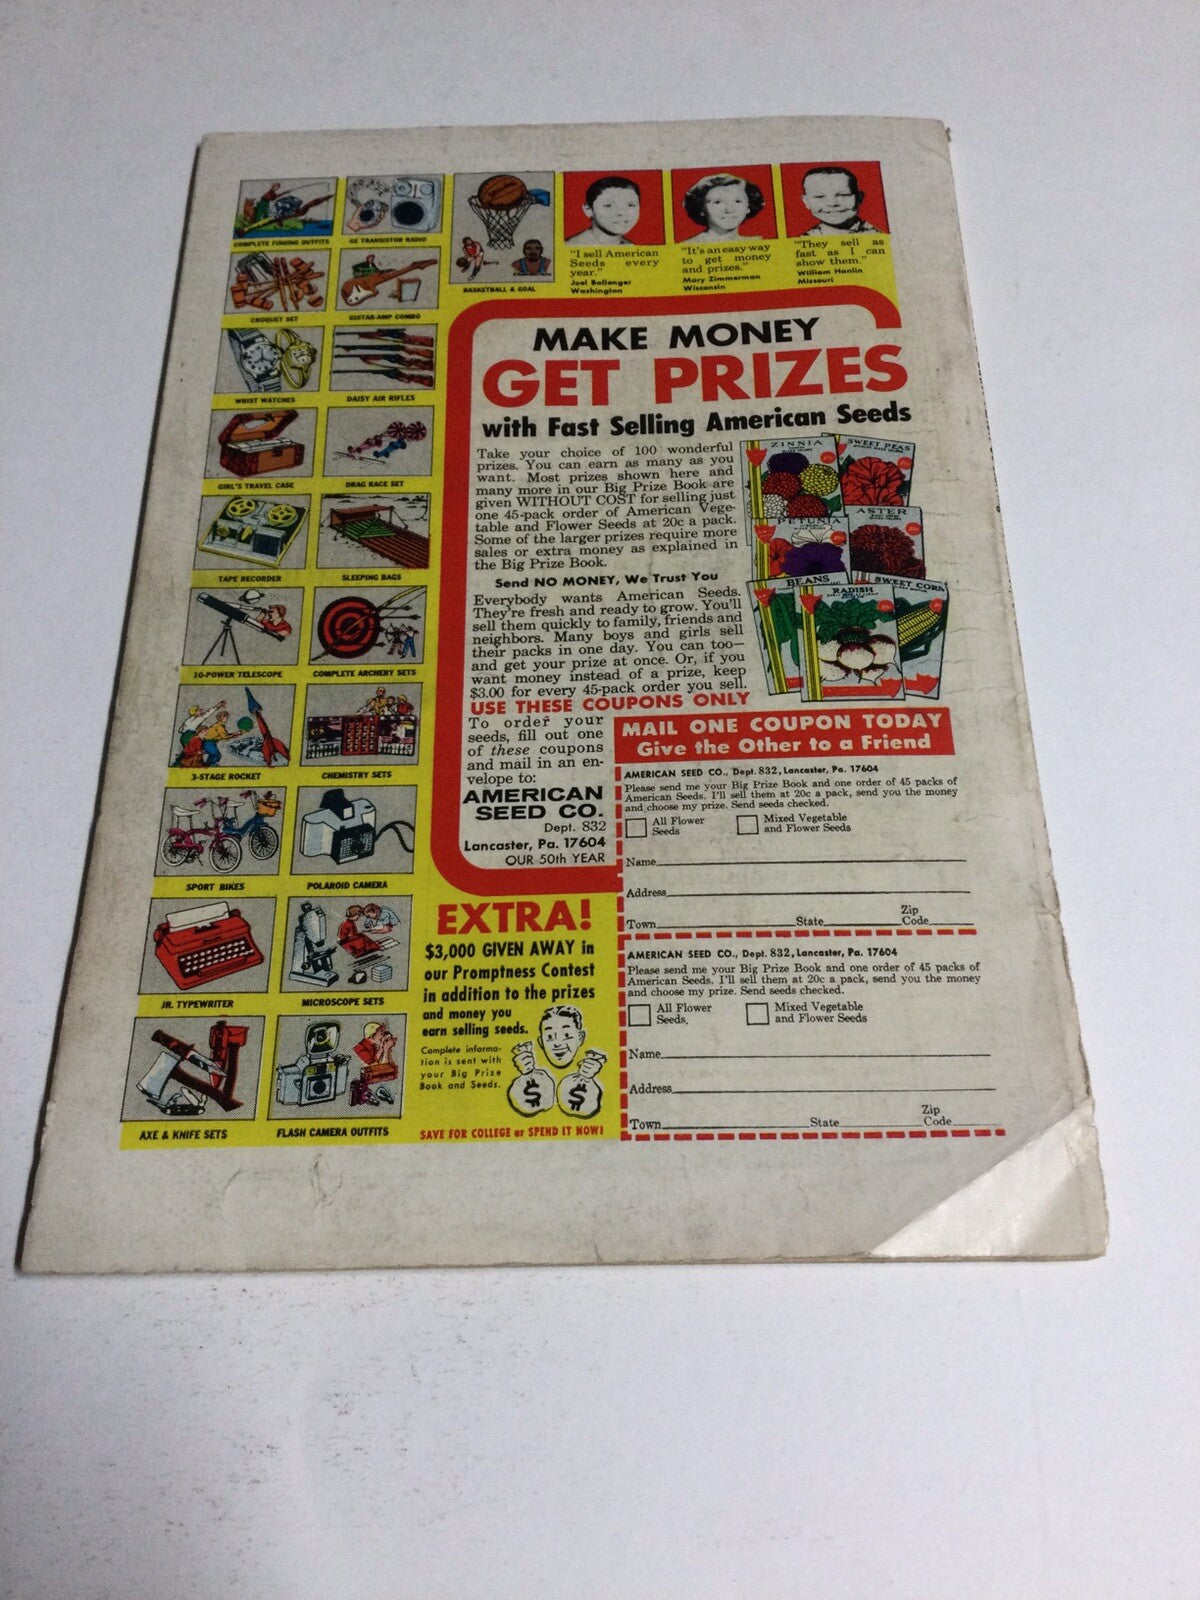 COMPLETE FISHING OUTFITS
GE TRANSISTOR RADIO
CROQUET SET
GUITAR-AMP COMBO
BASKETBALL & GOAL
WRIST WATCHES
DAISY AIR RIFLES
GIRL'S TRAVEL CASE
DRAG RACE SET
TAPE RECORDER
SLEEPING BAGS
10-POWER TELESCOPE
COMPLETE ARCHERY SETS
3-STAGE ROCKET
CHEMISTRY SETS
SPORT BIKES
POLAROID CAMERA
JR. TYPEWRITER
MICROSCOPE SETS
AXE & KNIFE SETS
FLASH CAMERA OUTFITS
"I sell American
Seeds every
year."
Joel Ballenger
Washington
"It's an easy way
to get money
and prizes."
Mary Zimmerman
Wisconsin
"They sell as
fast as I can
show them."
William Hanlin
Missouri
MAKE MONEY
GET PRIZES
with Fast Selling American Seeds
Take your choice of 100 wonderful
prizes. You can earn as many as you
want. Most prizes shown here and
many more in our Big Prize Book are
given WITHOUT COST for selling just
one 45-pack order of American Vege-
table and Flower Seeds at 20c a pack.
Some of the larger prizes require more
sales or extra money as explained in
the Big Prize Book.
Send NO MONEY, We Trust You
Everybody wants American Seeds.
They're fresh and ready to grow. You'll
sell them quickly to family, friends and
neighbors. Many boys and girls sell
their packs in one day. You can too—
and get your prize at once. Or, if you
want money instead of a prize, keep
$3.00 for every 45-pack order you sell.
USE THESE COUPONS ONLY
ZINNIA
SWEET PEAS
PETUNIA
ASTER
BEANS
RADISH
SWEET CORN
To order your
seeds, fill out one
of these coupons
and mail in an en-
velope to:
AMERICAN
SEED CO.
Dept. 832
Lancaster, Pa. 17604
OUR 50th YEAR
MAIL ONE COUPON TODAY
Give the Other to a Friend
AMERICAN SEED CO., Dept. 832, Lancaster, Pa. 17604
Please send me your Big Prize Book and one order of 45 packs of
American Seeds. I'll sell them at 20c a pack, send you the money
and choose my prize. Send seeds checked.
All Flower
Seeds
Mixed Vegetable
and Flower Seeds
Name
Address
Town State Zip
Code
AMERICAN SEED CO., Dept. 832, Lancaster, Pa. 17604
Please send me your Big Prize Book and one order of 45 packs of
American Seeds. I'll sell them at 20c a pack, send you the money
and choose my prize. Send seeds checked.
All Flower
Seeds,
Mixed Vegetable
and Flower Seeds
Name
Address
Town State Zip
Code
EXTRA!
$3,000 GIVEN AWAY in
our Promptness Contest
in addition to the prizes
and money you
earn selling seeds.
Complete informa-
tion is sent with
your Big Prize
Book and Seeds.
$ $
SAVE FOR COLLEGE or SPEND IT NOW!